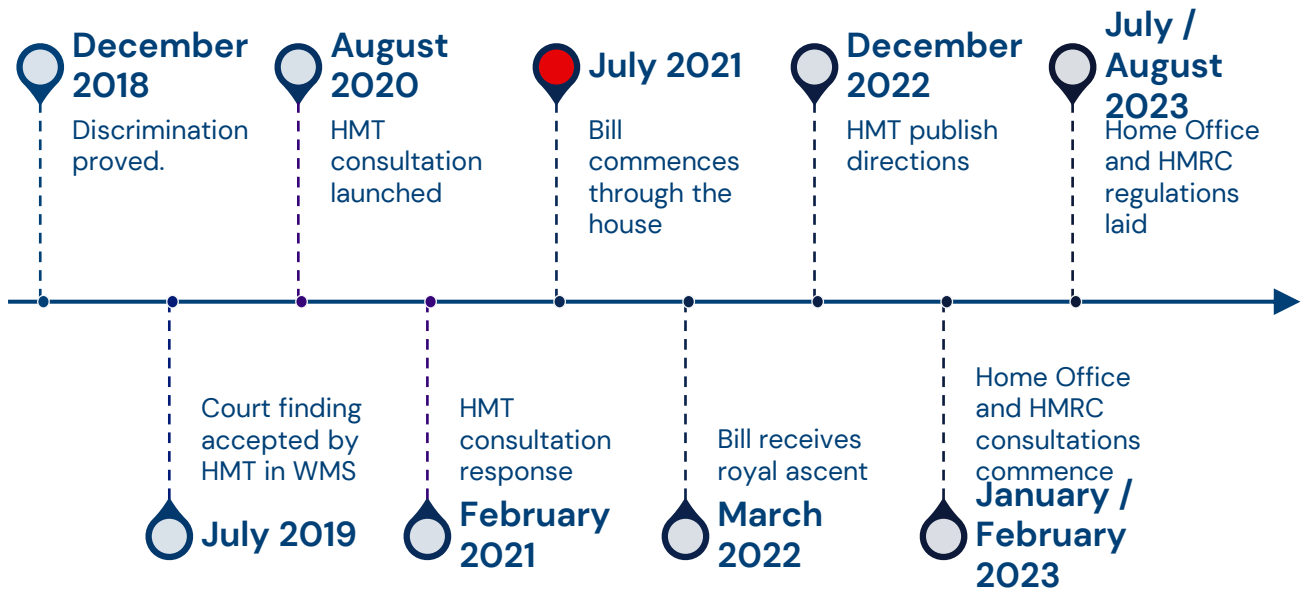 December
2018
Discrimination
proved.
August
2020
HMT
consultation
launched
July 2021
Bill
commences
through the
house
December
2022
HMT publish
directions
July /
August
2023
Home Office
and HMRC
regulations
laid
Court finding
accepted by
HMT in WMS
July 2019
HMT
consultation
response
February
2021
Bill receives
royal ascent
March
2022
Home Office
and HMRC
consultations
commence
January /
February
2023